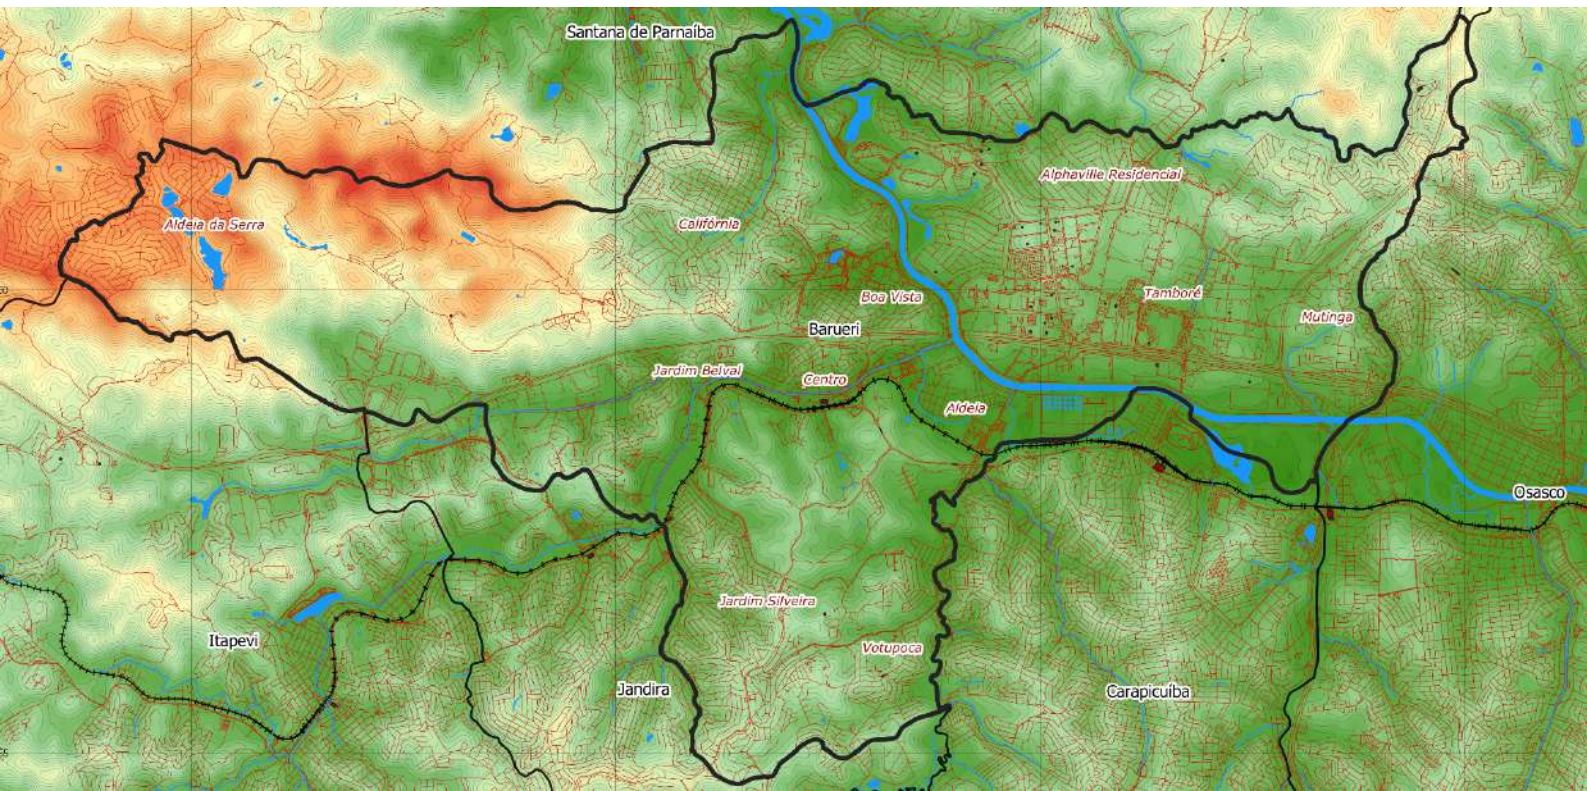 Santana de Parnaíba
Alphaville Residencial
Aldeia da Serra
Califórnia
Tamboré
Boa Vista
Mutinga
Barueri
Jardim Belval
Centro
Aldeia
Osasco
Jardim Silveira
Itapevi
Votupoca
Jandira
Carapicuíba